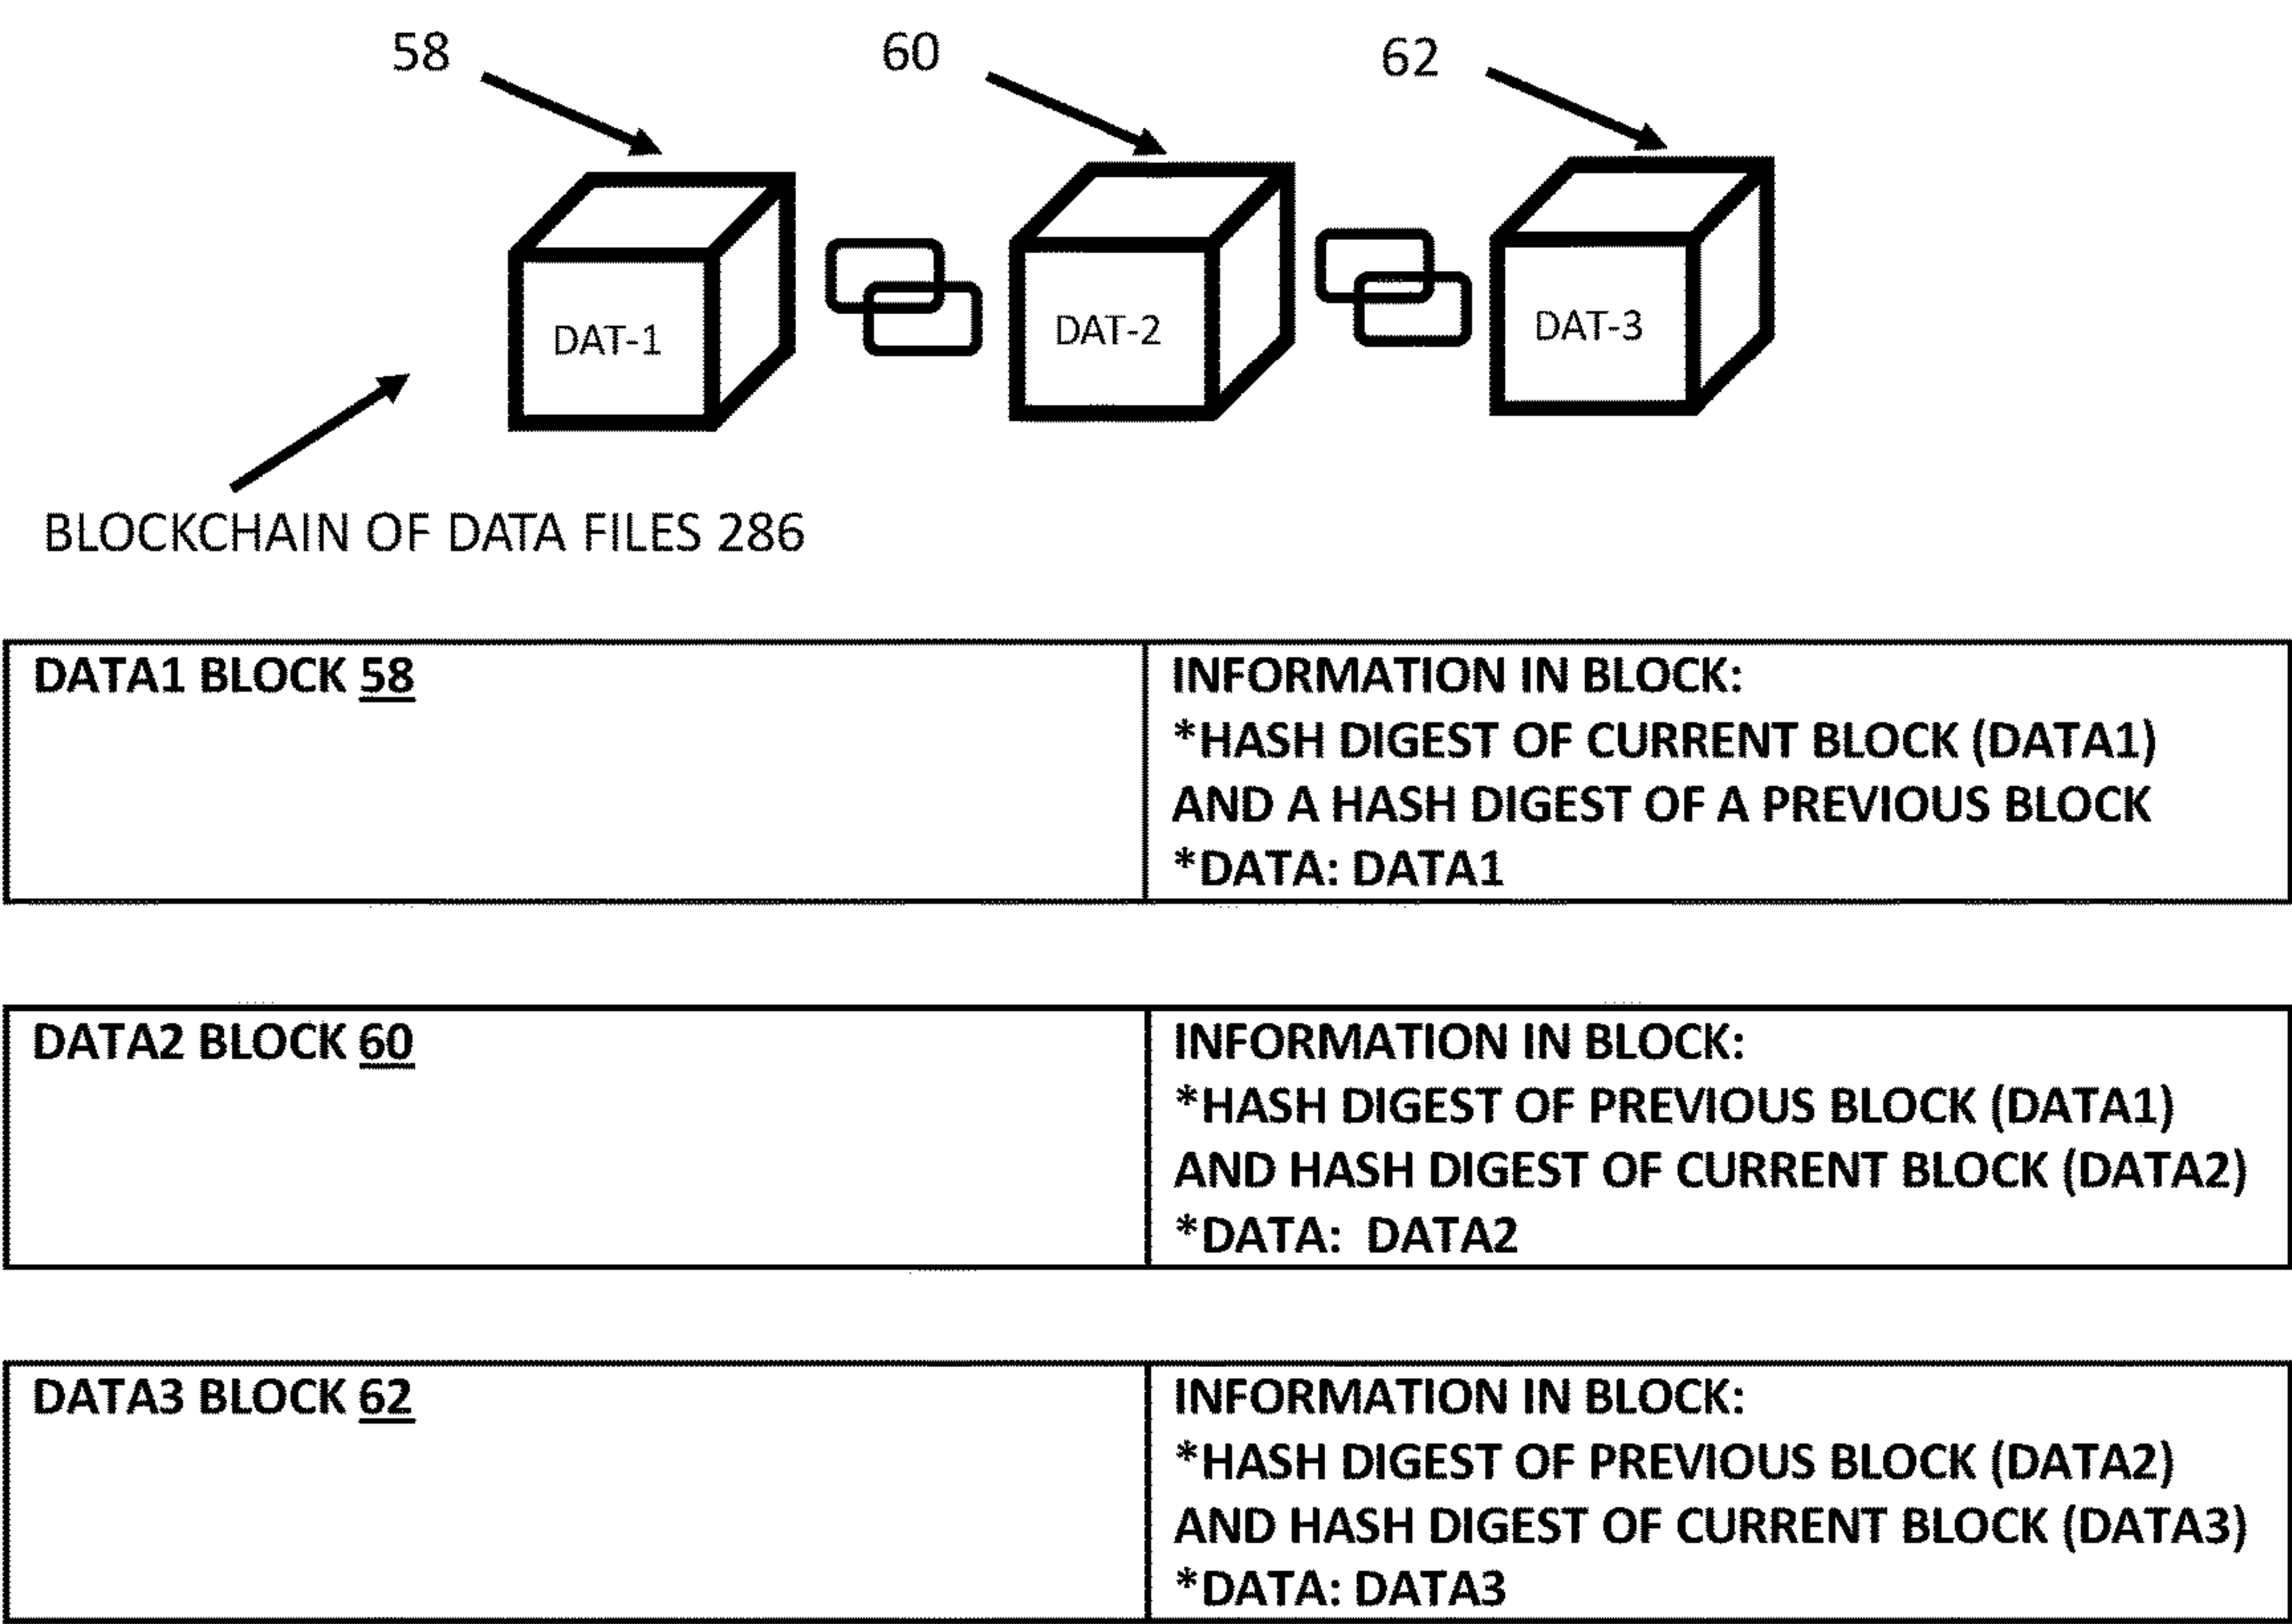 58
60
62
DAT-1
DAT-2
DAT-3
BLOCKCHAIN OF DATA FILES 286
DATA1 BLOCK 58
INFORMATION IN BLOCK:
*HASH DIGEST OF CURRENT BLOCK (DATA1)
AND A HASH DIGEST OF A PREVIOUS BLOCK
*DATA: DATA1
DATA2 BLOCK 60
INFORMATION IN BLOCK:
*HASH DIGEST OF PREVIOUS BLOCK (DATA1)
AND HASH DIGEST OF CURRENT BLOCK (DATA2)
*DATA:  DATA2
DATA3 BLOCK 62
INFORMATION IN BLOCK:
*HASH DIGEST OF PREVIOUS BLOCK (DATA2)
AND HASH DIGEST OF CURRENT BLOCK (DATA3)
*DATA: DATA3